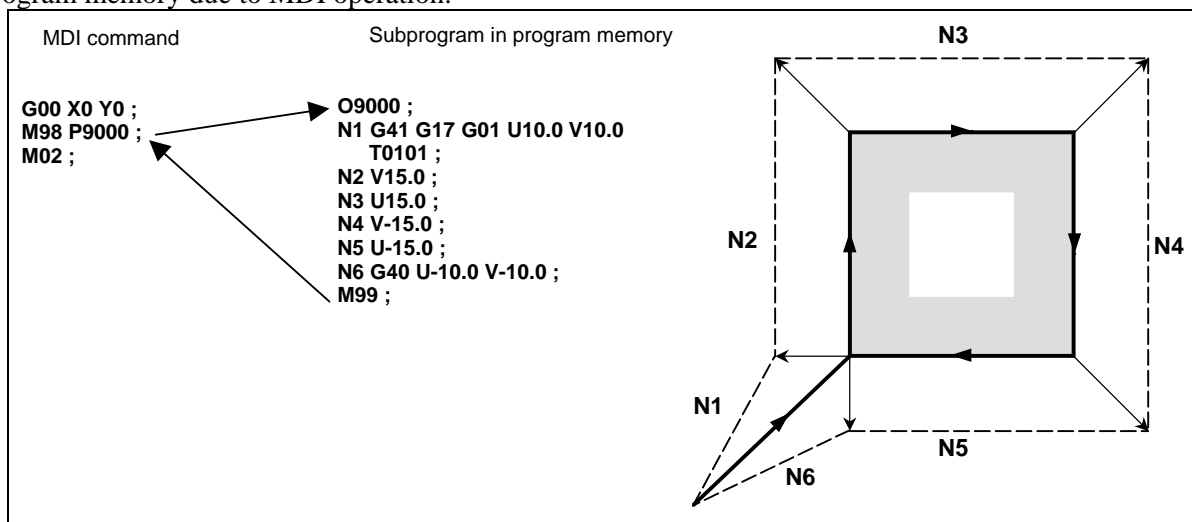 ogram memory due to MDI operation.
MDI command
G00 X0 Y0 ;
M98 P9000 ;
M02 ;
Subprogram in program memory
O9000 ;
N1 G41 G17 G01 U10.0 V10.0
T0101 ;
N2 V15.0 ;
N3 U15.0 ;
N4 V-15.0 ;
N5 U-15.0 ;
N6 G40 U-10.0 V-10.0 ;
M99 ;
N3
N2
N4
N1
N5
N6